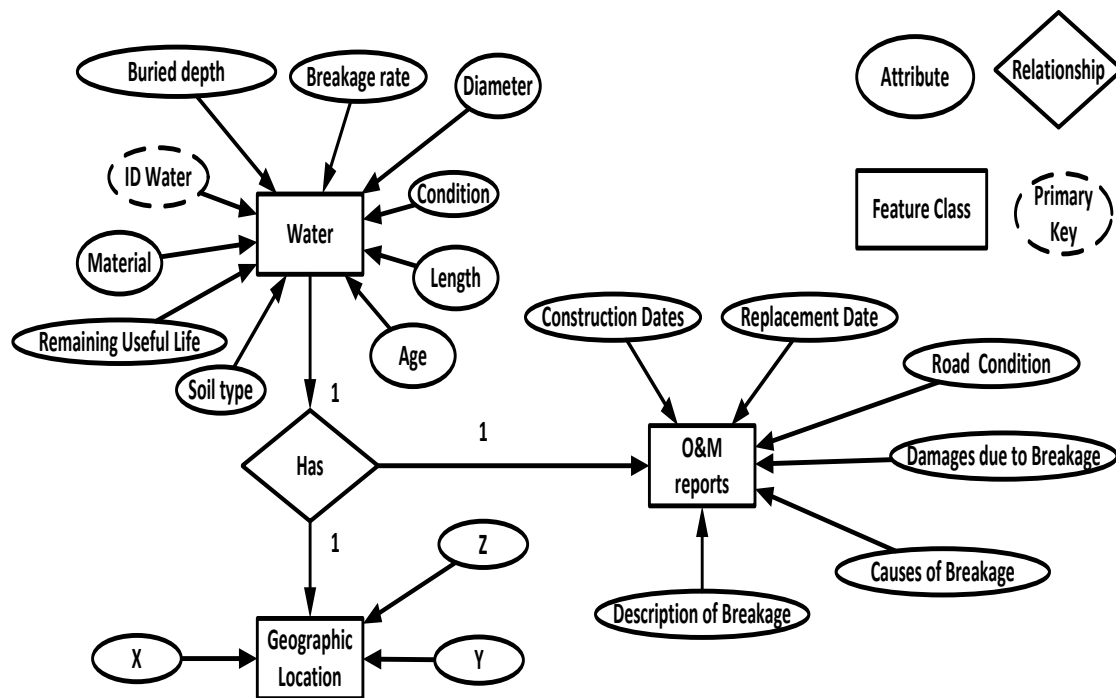 Buried depth
Breakage rate
Diameter
Attribute
Relationship
ID Water
Condition
Water
Material
Length
Feature Class
Primary
Key
Remaining Useful Life
Age
Soil type
Construction Dates
Replacement Date
Road Condition
1
1
Has
O&M
reports
Damages due to Breakage
1
Z
Causes of Breakage
Description of Breakage
Geographic
Location
X
Y